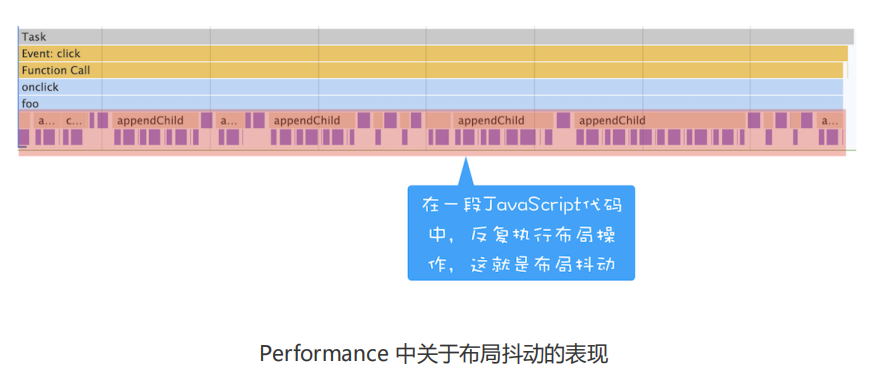 Task
Event: click
Function Call
onclick
foo
a... c... appendChild a... appendChild appendChild appendChild a...
在一段JavaScript代码
中，反复执行布局操
作，这就是布局抖动
Performance 中关于布局抖动的表现